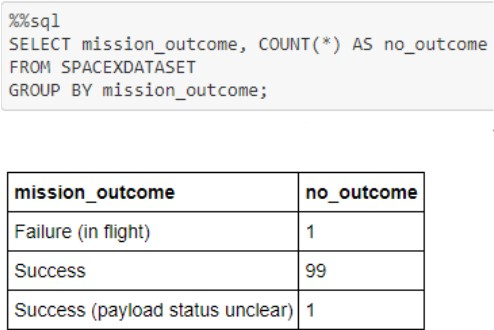 %%sql
SELECT mission_outcome, COUNT(*) AS no_outcome
FROM SPACEXDATASET
GROUP BY mission_outcome;
mission_outcome no_outcome
Failure (in flight) 1
Success 99
Success (payload status unclear) 1